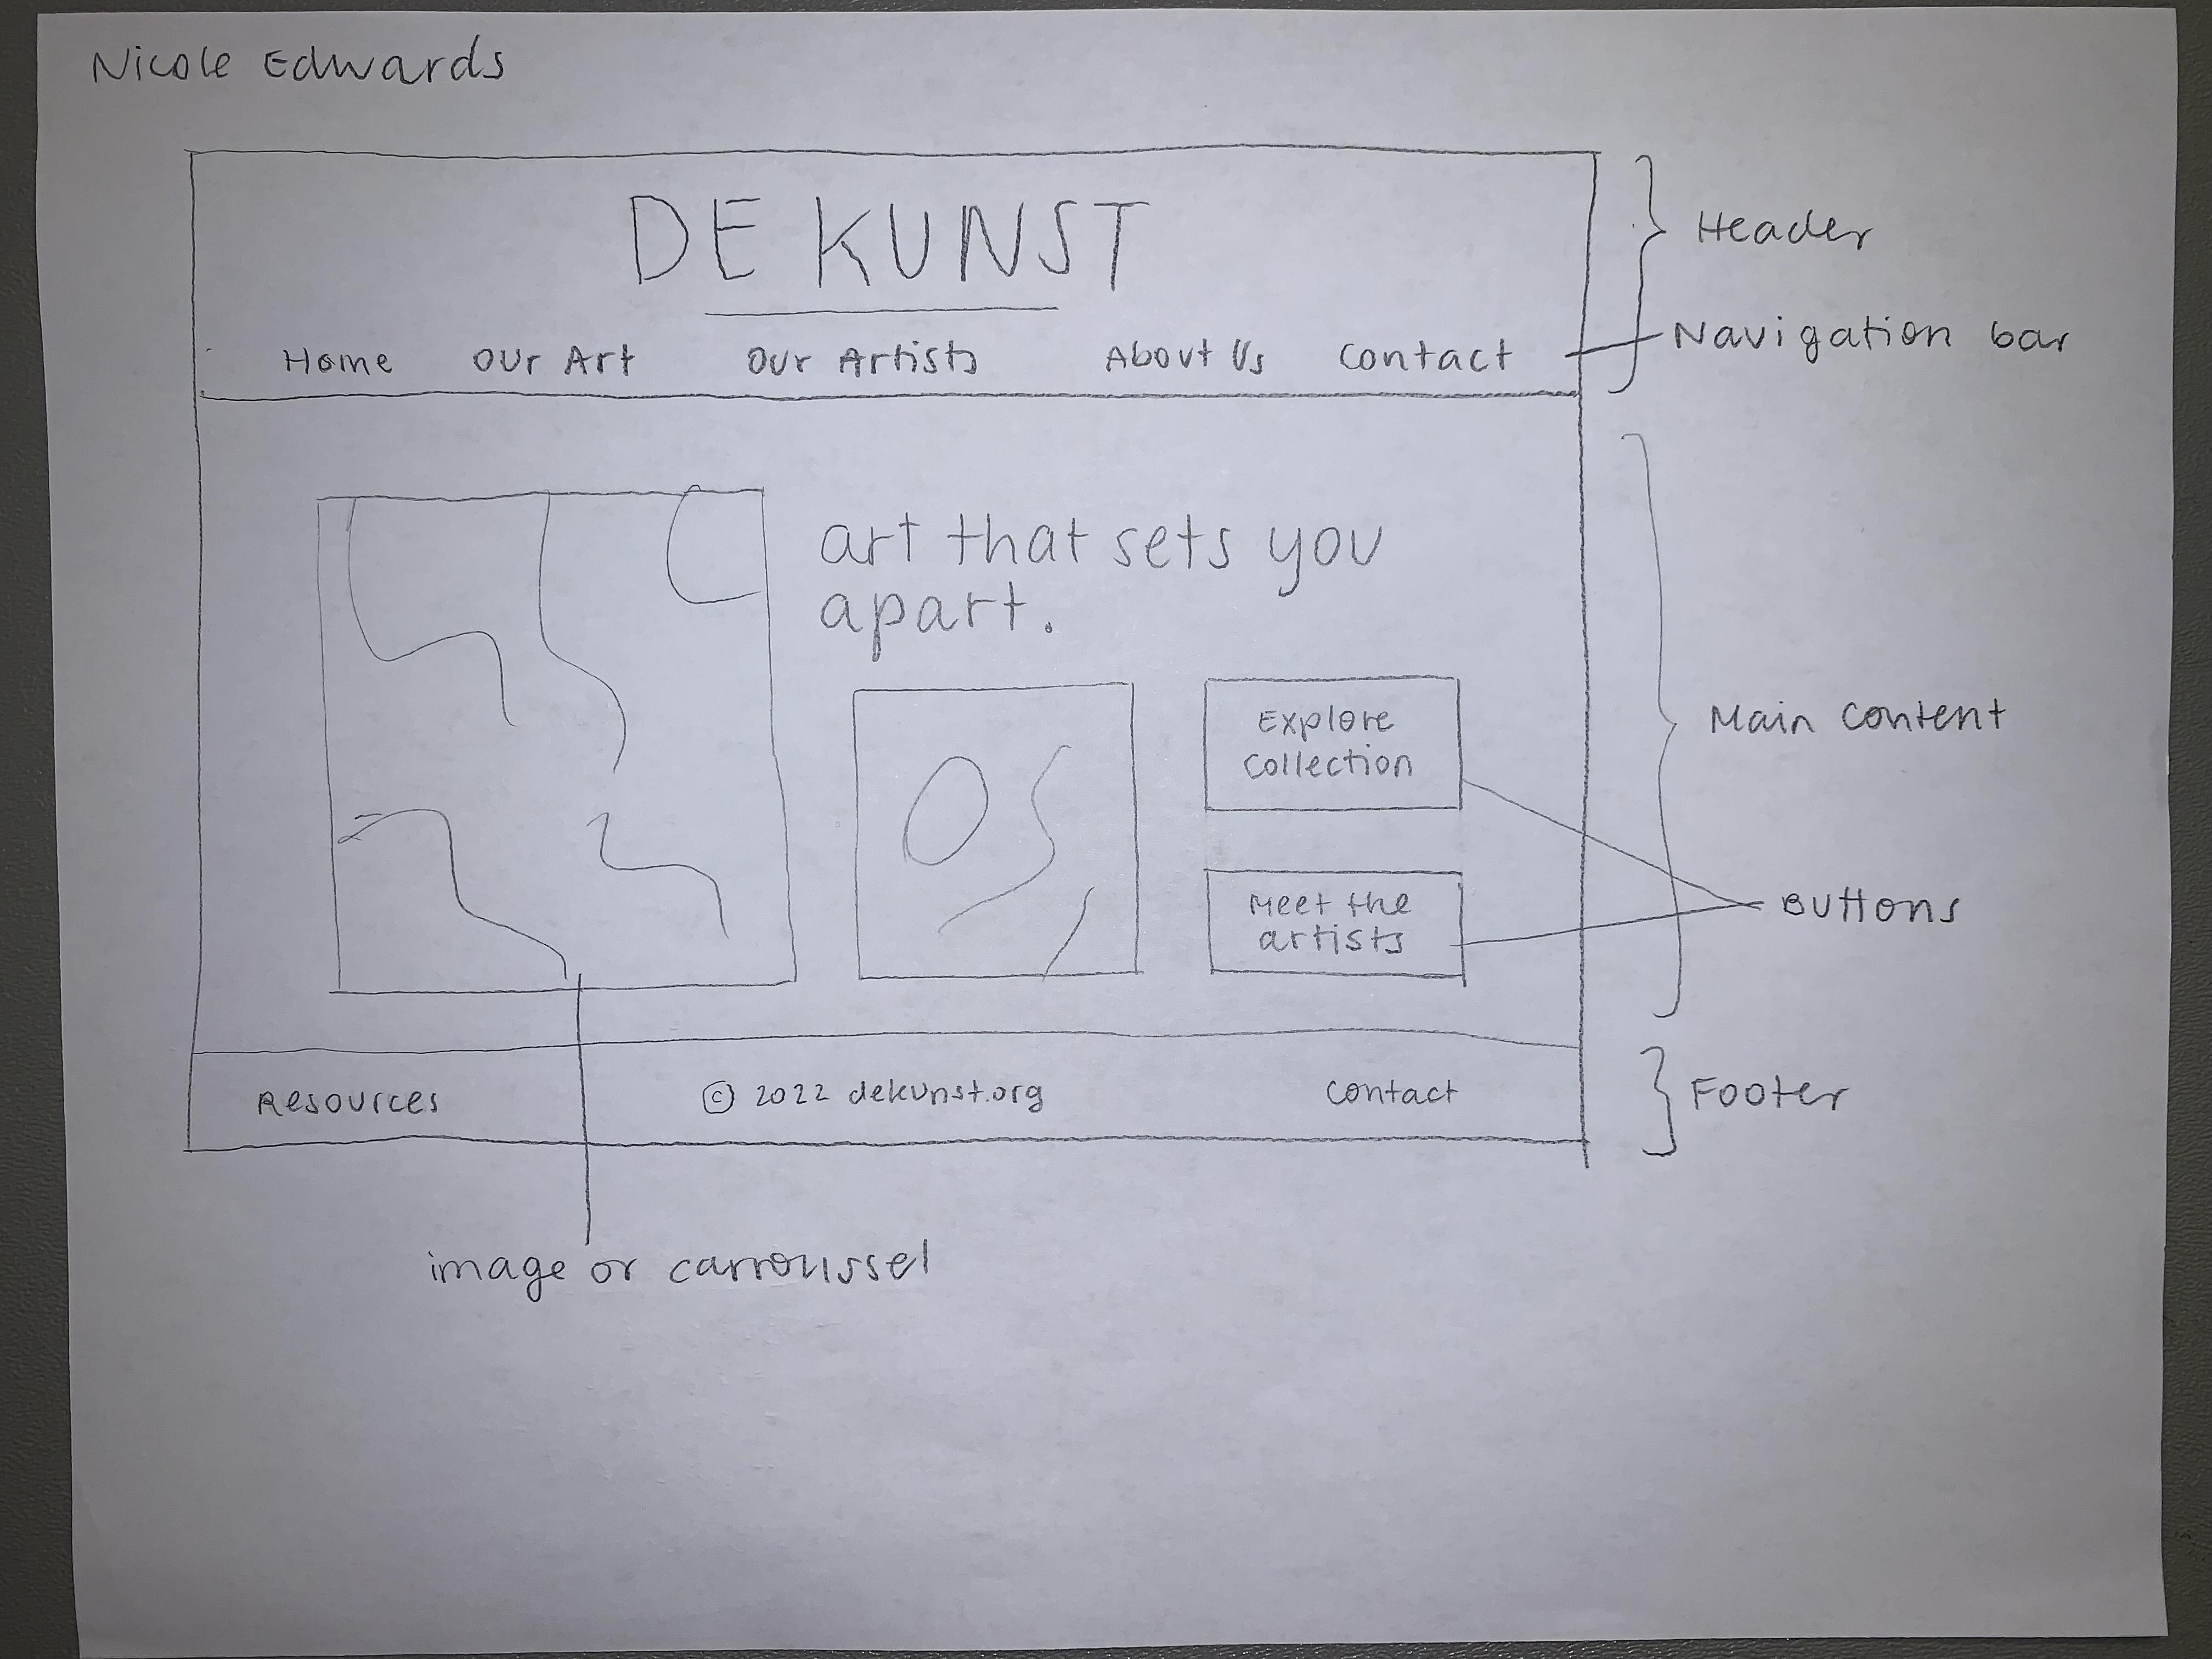 Nicole Edwards
DE KUNST
Header
Home Our Art Our Artists About Us Contact
Navigation bar
art that sets you
apart.
Explore
collection
Main content
Meet the
artists
Buttons
Resources © 2022 dekunst.org contact
Footer
image or carroussel